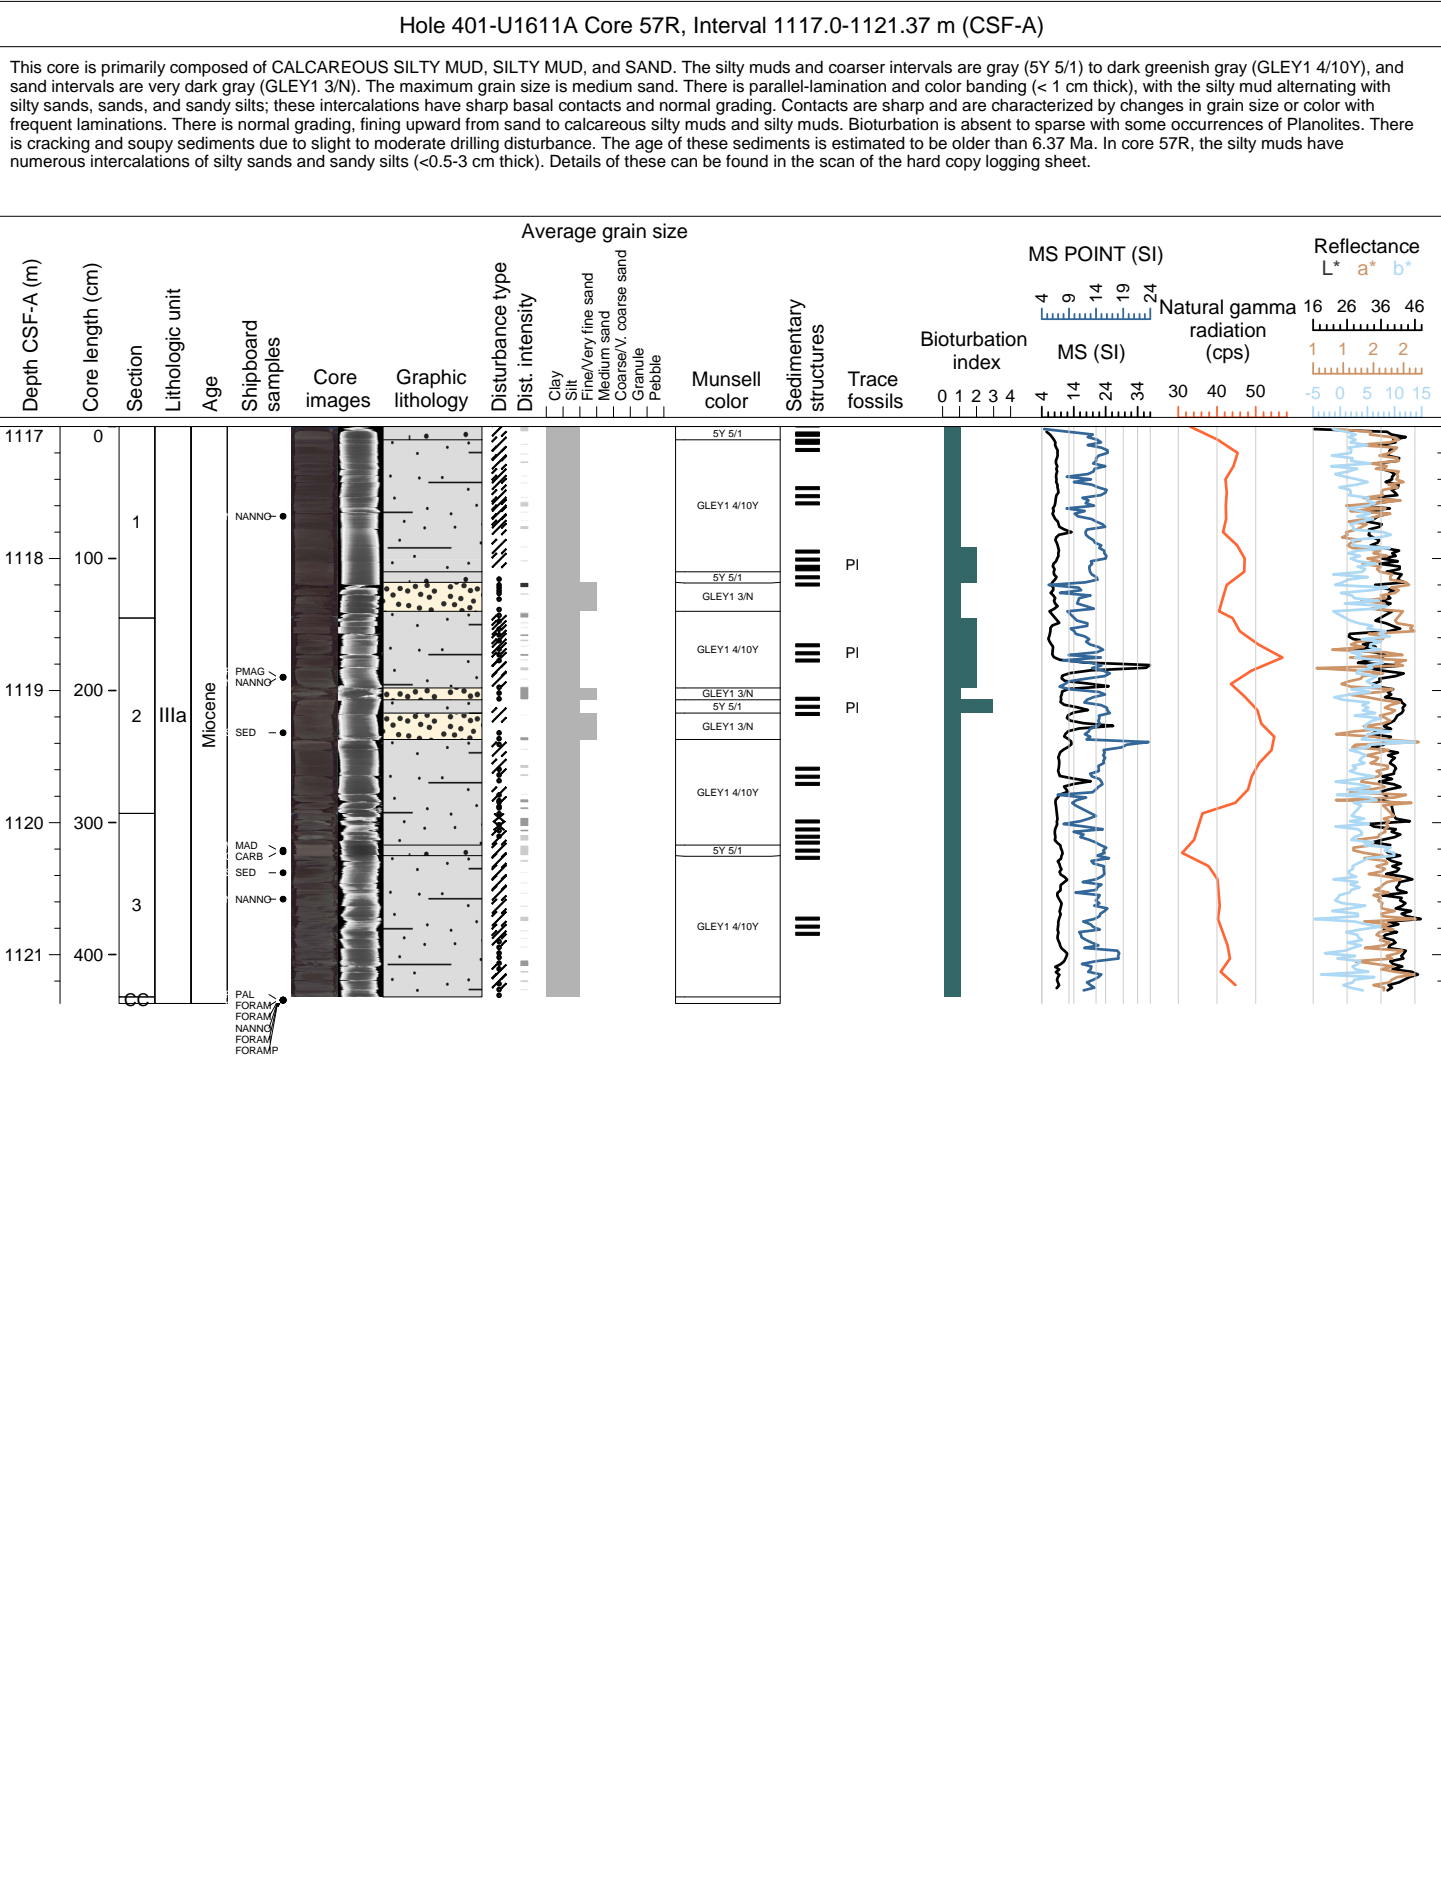 Hole 401-U1611A Core 57R, Interval 1117.0-1121.37 m (CSF-A)
This core is primarily composed of CALCAREOUS SILTY MUD, SILTY MUD, and SAND. The silty muds and coarser intervals are gray (5Y 5/1) to dark greenish gray (GLEY1 4/10Y), and
sand intervals are very dark gray (GLEY1 3/N). The maximum grain size is medium sand. There is parallel-lamination and color banding (< 1 cm thick), with the silty mud alternating with
silty sands, sands, and sandy silts; these intercalations have sharp basal contacts and normal grading. Contacts are sharp and are characterized by changes in grain size or color with
frequent laminations. There is normal grading, fining upward from sand to calcareous silty muds and silty muds. Bioturbation is absent to sparse with some occurrences of Planolites. There
is cracking and soupy sediments due to slight to moderate drilling disturbance. The age of these sediments is estimated to be older than 6.37 Ma. In core 57R, the silty muds have
numerous intercalations of silty sands and sandy silts (<0.5-3 cm thick). Details of these can be found in the scan of the hard copy logging sheet.
Depth CSF-A (m)
Core length (cm)
Section
Lithologic unit
Age
Shipboard
samples
Core
images
Graphic
lithology
Disturbance type
Dist. intensity
Average grain size
Clay
Silt
Fine/Very fine sand
Medium sand
Coarse/V. coarse sand
Granule
Pebble
Munsell
color
Sedimentary
structures
Trace
fossils
Bioturbation
index
0 1 2 3 4
MS POINT (SI)
4 9 14 19 24
MS (SI)
4 14 24 34
Natural gamma
radiation
(cps)
30 40 50
Reflectance
L* a* b*
16 26 36 46
1 1 2 2
-5 0 5 10 15
1117
1118
1119
1120
1121
0
100
200
300
400
1
2
3
CC
IIIa
Miocene
NANNO
PMAG
NANNO
SED
MAD
CARB
SED
NANNO
PAL
FORAM
FORAM
NANNO
FORAM
FORAMP
5Y 5/1
GLEY1 4/10Y
5Y 5/1
GLEY1 3/N
GLEY1 4/10Y
GLEY1 3/N
5Y 5/1
GLEY1 3/N
GLEY1 4/10Y
5Y 5/1
GLEY1 4/10Y
Pl
Pl
Pl